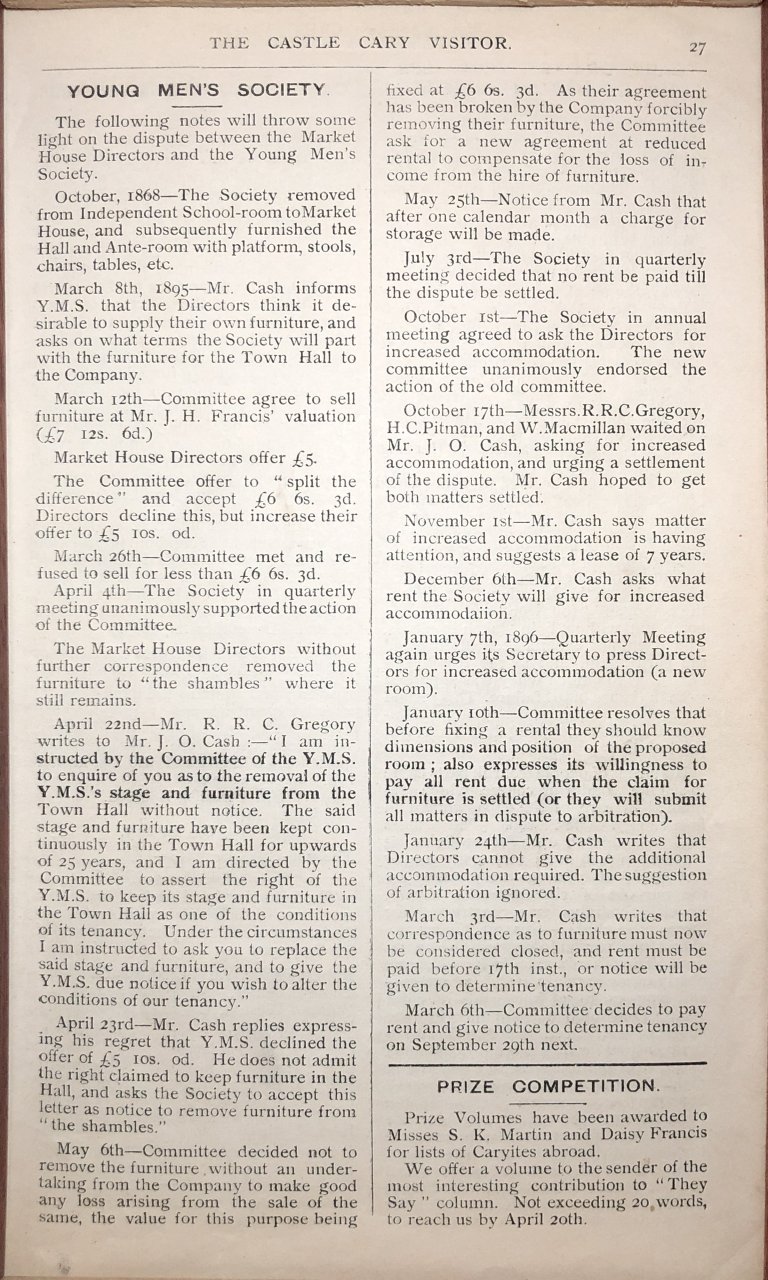 THE CASTLE CARY VISITOR.
27
YOUNG MEN'S SOCIETY.
The following notes will throw some
light on the dispute between the Market
House Directors and the Young Men's
Society.
October, 1868—The Society removed
from Independent School-room to Market
House, and subsequently furnished the
Hall and Ante-room with platform, stools,
chairs, tables, etc.
March 8th, 1895—Mr. Cash informs
Y.M.S. that the Directors think it de-
sirable to supply their own furniture, and
asks on what terms the Society will part
with the furniture for the Town Hall to
the Company.
March 12th—Committee agree to sell
furniture at Mr. J. H. Francis' valuation
(£7 12s. 6d.)
Market House Directors offer £5.
The Committee offer to "split the
difference" and accept £6 6s. 3d.
Directors decline this, but increase their
offer to £5 10s. 0d.
March 26th—Committee met and re-
fused to sell for less than £6 6s. 3d.
April 4th—The Society in quarterly
meeting unanimously supported the action
of the Committee.
The Market House Directors without
further correspondence removed the
furniture to "the shambles" where it
still remains.
April 22nd—Mr. R. R. C. Gregory
writes to Mr. J. O. Cash :—"I am in-
structed by the Committee of the Y.M.S.
to enquire of you as to the removal of the
Y.M.S.'s stage and furniture from the
Town Hall without notice. The said
stage and furniture have been kept con-
tinuously in the Town Hall for upwards
of 25 years, and I am directed by the
Committee to assert the right of the
Y.M.S. to keep its stage and furniture in
the Town Hall as one of the conditions
of its tenancy. Under the circumstances
I am instructed to ask you to replace the
said stage and furniture, and to give the
Y.M.S. due notice if you wish to alter the
conditions of our tenancy."
April 23rd—Mr. Cash replies express-
ing his regret that Y.M.S. declined the
offer of £5 10s. 0d. He does not admit
the right claimed to keep furniture in the
Hall, and asks the Society to accept this
letter as notice to remove furniture from
"the shambles."
May 6th—Committee decided not to
remove the furniture without an under-
taking from the Company to make good
any loss arising from the sale of the
same, the value for this purpose being
fixed at £6 6s. 3d. As their agreement
has been broken by the Company forcibly
removing their furniture, the Committee
ask for a new agreement at reduced
rental to compensate for the loss of in-
come from the hire of furniture.
May 25th—Notice from Mr. Cash that
after one calendar month a charge for
storage will be made.
July 3rd—The Society in quarterly
meeting decided that no rent be paid till
the dispute be settled.
October 1st—The Society in annual
meeting agreed to ask the Directors for
increased accommodation. The new
committee unanimously endorsed the
action of the old committee.
October 17th—Messrs. R.R.C. Gregory,
H.C. Pitman, and W. Macmillan waited on
Mr. J. O. Cash, asking for increased
accommodation, and urging a settlement
of the dispute. Mr. Cash hoped to get
both matters settled.
November 1st—Mr. Cash says matter
of increased accommodation is having
attention, and suggests a lease of 7 years.
December 6th—Mr. Cash asks what
rent the Society will give for increased
accommodaiion.
January 7th, 1896—Quarterly Meeting
again urges its Secretary to press Direct-
ors for increased accommodation (a new
room).
January 10th—Committee resolves that
before fixing a rental they should know
dimensions and position of the proposed
room ; also expresses its willingness to
pay all rent due when the claim for
furniture is settled (or they will submit
all matters in dispute to arbitration).
January 24th—Mr. Cash writes that
Directors cannot give the additional
accommodation required. The suggestion
of arbitration ignored.
March 3rd—Mr. Cash writes that
correspondence as to furniture must now
be considered closed, and rent must be
paid before 17th inst., or notice will be
given to determine tenancy.
March 6th—Committee decides to pay
rent and give notice to determine tenancy
on September 29th next.
PRIZE COMPETITION.
Prize Volumes have been awarded to
Misses S. K. Martin and Daisy Francis
for lists of Caryites abroad.
We offer a volume to the sender of the
most interesting contribution to "They
Say" column. Not exceeding 20 words,
to reach us by April 20th.